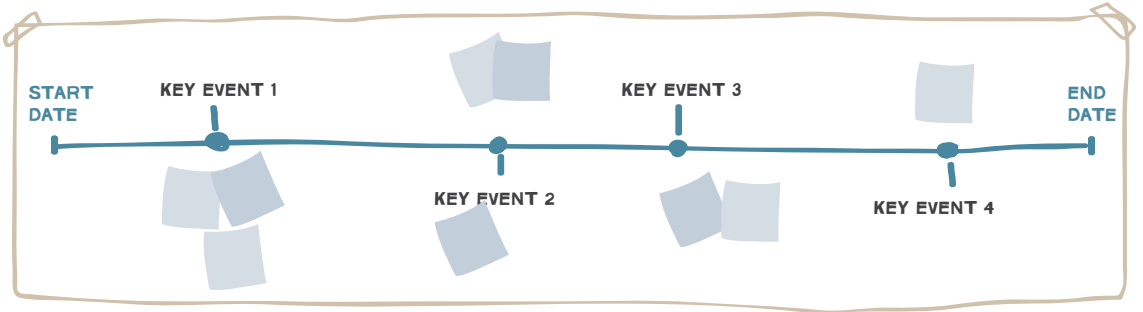 START
DATE
KEY EVENT 1
KEY EVENT 2
KEY EVENT 3
KEY EVENT 4
END
DATE